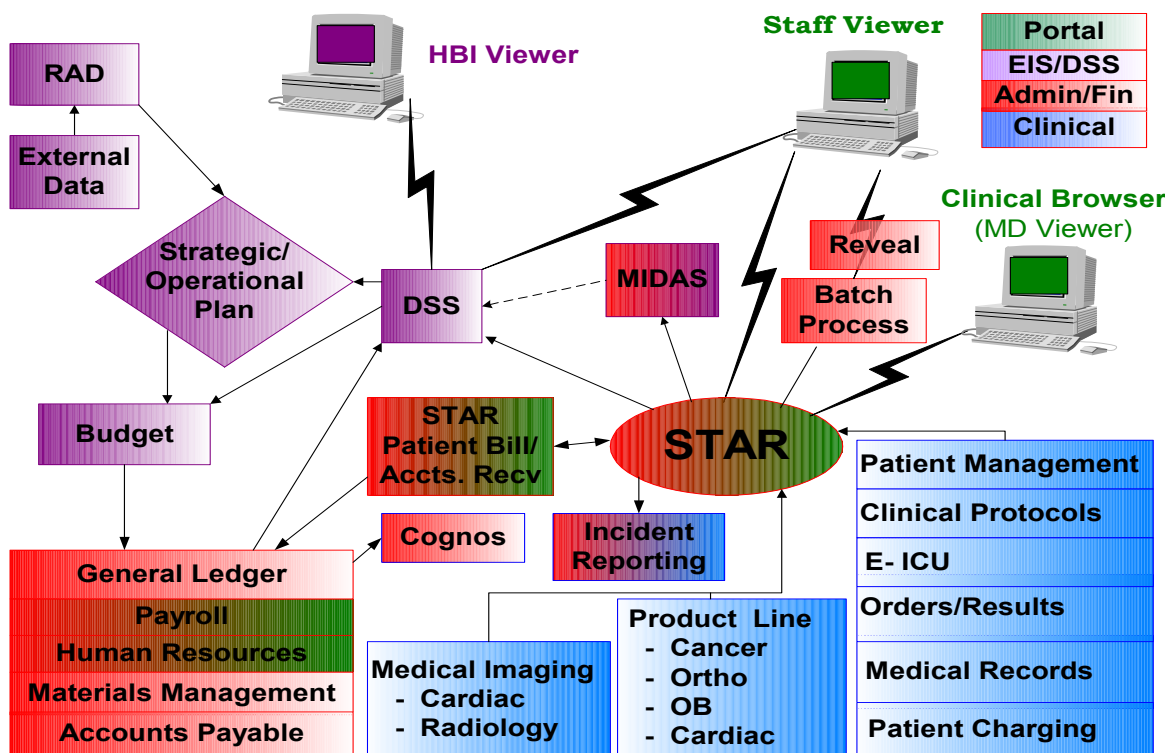 RAD
External
Data
HBI Viewer
Staff Viewer
Portal
EIS/DSS
Admin/Fin
Clinical
Clinical Browser
(MD Viewer)
Strategic/
Operational
Plan
DSS
MIDAS
Reveal
Batch
Process
Budget
STAR
Patient Bill/
Accts. Recv
STAR
Cognos
Incident
Reporting
General Ledger
Payroll
Human Resources
Materials Management
Accounts Payable
Medical Imaging
- Cardiac
- Radiology
Product Line
- Cancer
- Ortho
- OB
- Cardiac
Patient Management
Clinical Protocols
E- ICU
Orders/Results
Medical Records
Patient Charging